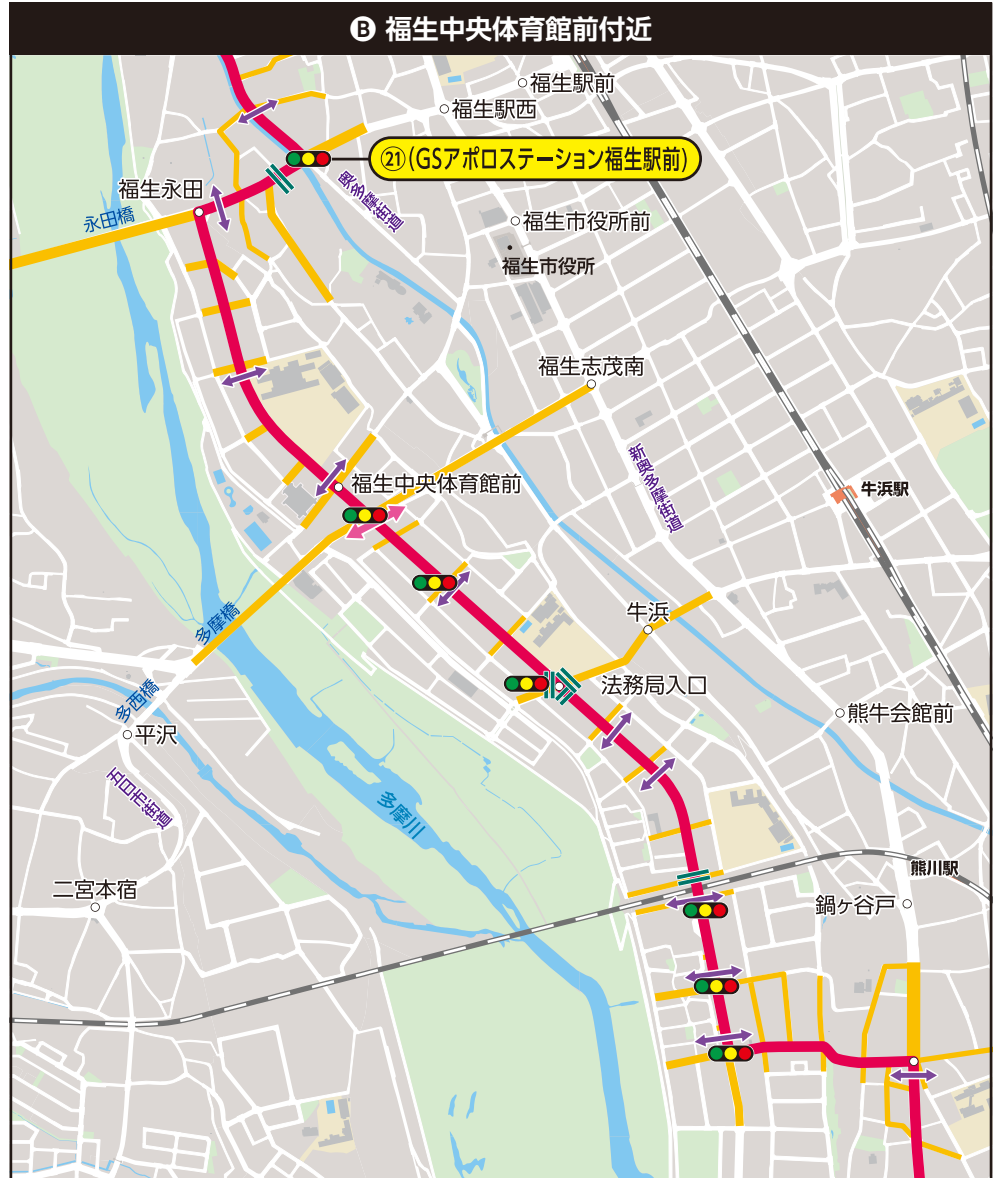 B 福生中央体育館前付近
福生駅前
福生駅西
㉑(GSアポロステーション福生駅前)
福生永田
永田橋
奥多摩街道
福生市役所前
福生市役所
福生志茂南
新奥多摩街道
福生中央体育館前
牛浜駅
多摩橋
牛浜
法務局入口
多西橋
熊牛会館前
平沢
五日市街道
多摩川
熊川駅
二宮本宿
鍋ヶ谷戸